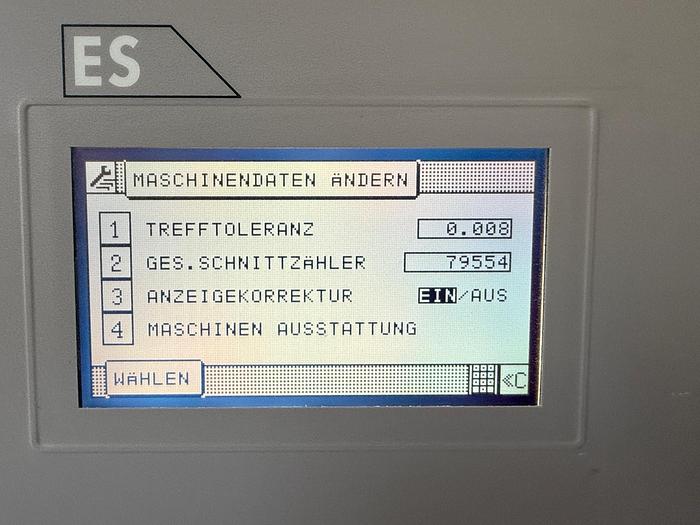 ES
MASCHINENDATEN ÄNDERN
1 TREFFTOLERANZ 0.008
2 GES.SCHNITTZÄHLER 79554
3 ANZEIGEKORREKTUR EIN/AUS
4 MASCHINEN AUSSTATTUNG
WÄHLEN «C